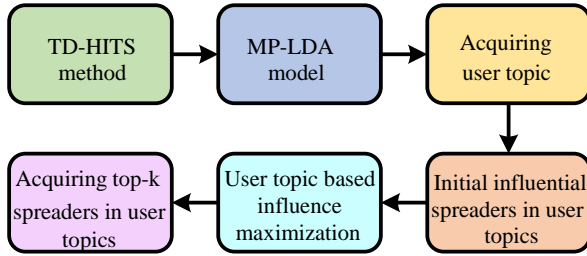 TD-HITS
method
MP-LDA
model
Acquiring
user topic
Initial influential
spreaders in user
topics
User topic based
influence
maximization
Acquiring top-k
spreaders in user
topics